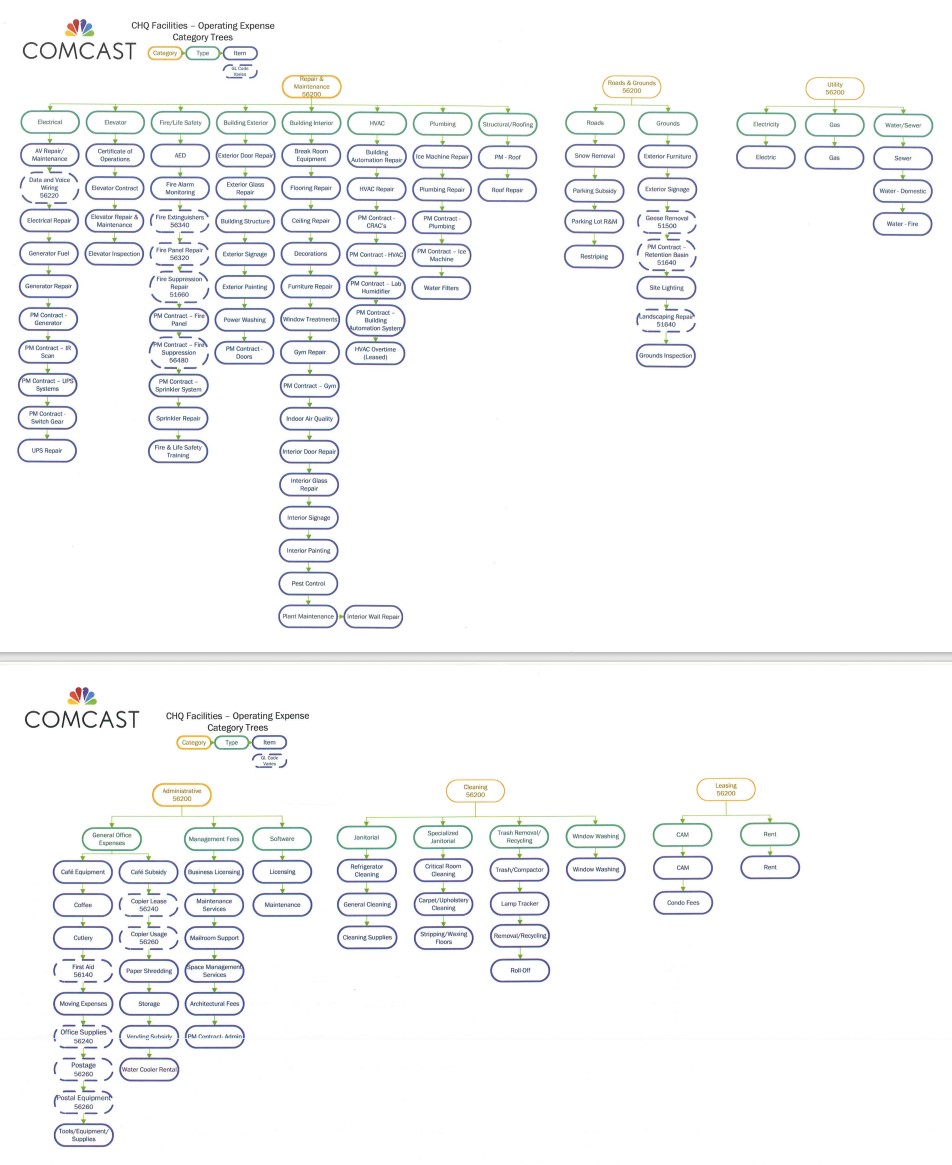 COMCAST
CHQ Facilities – Operating Expense
Category Trees
Category
Type
Item
GL Code
Varies
Repair &
Maintenance
56200
Electrical
AV Repair/
Maintenance
Data and Voice
Wiring
56220
Electrical Repair
Generator Fuel
Generator Repair
PM Contract -
Generator
PM Contract – IR
Scan
PM Contract – UPS
Systems
PM Contract -
Switch Gear
UPS Repair
Elevator
Certificate of
Operations
Elevator Contract
Elevator Repair &
Maintenance
Elevator Inspection
Fire/Life Safety
AED
Fire Alarm
Monitoring
Fire Extinguishers
56340
Fire Panel Repair
56320
Fire Suppression
Repair
51660
PM Contract – Fire
Panel
PM Contract – Fire
Suppression
56480
PM Contract –
Sprinkler System
Sprinkler Repair
Fire & Life Safety
Training
Building Exterior
Exterior Door Repair
Exterior Glass
Repair
Building Structure
Exterior Signage
Exterior Painting
Power Washing
PM Contract -
Doors
Building Interior
Break Room
Equipment
Flooring Repair
Ceiling Repair
Decorations
Furniture Repair
Window Treatments
Gym Repair
PM Contract – Gym
Indoor Air Quality
Interior Door Repair
Interior Glass
Repair
Interior Signage
Interior Painting
Pest Control
Plant Maintenance
Interior Wall Repair
HVAC
Building
Automation Repair
HVAC Repair
PM Contract -
CRAC's
PM Contract - HVAC
PM Contract – Lab
Humidifier
PM Contract –
Building
Automation System
HVAC Overtime
(Leased)
Plumbing
Ice Machine Repair
Plumbing Repair
PM Contract -
Plumbing
PM Contract – Ice
Machine
Water Filters
Structural/Roofing
PM - Roof
Roof Repair
Roads & Grounds
56200
Roads
Snow Removal
Parking Subsidy
Parking Lot R&M
Restriping
Grounds
Exterior Furniture
Exterior Signage
Geese Removal
51500
PM Contract –
Retention Basin
51640
Site Lighting
Landscaping Repair
51640
Grounds Inspection
Utility
56200
Electricity
Electric
Gas
Gas
Water/Sewer
Sewer
Water - Domestic
Water - Fire
COMCAST
CHQ Facilities – Operating Expense
Category Trees
Category
Type
Item
GL Code
Varies
Administrative
56200
General Office
Expenses
Café Equipment
Coffee
Cutlery
First Aid
56140
Moving Expenses
Office Supplies
56240
Postage
56260
Postal Equipment
56260
Tools/Equipment/
Supplies
Café Subsidy
Copier Lease
56240
Copier Usage
56260
Paper Shredding
Storage
Vending Subsidy
Water Cooler Rental
Management Fees
Business Licensing
Maintenance
Services
Mailroom Support
Space Management
Services
Architectural Fees
PM Contract- Admin
Software
Licensing
Maintenance
Cleaning
56200
Janitorial
Refrigerator
Cleaning
General Cleaning
Cleaning Supplies
Specialized
Janitorial
Critical Room
Cleaning
Carpet/Upholstery
Cleaning
Stripping/Waxing
Floors
Trash Removal/
Recycling
Trash/Compactor
Lamp Tracker
Removal/Recycling
Roll-Off
Window Washing
Window Washing
Leasing
56200
CAM
CAM
Condo Fees
Rent
Rent